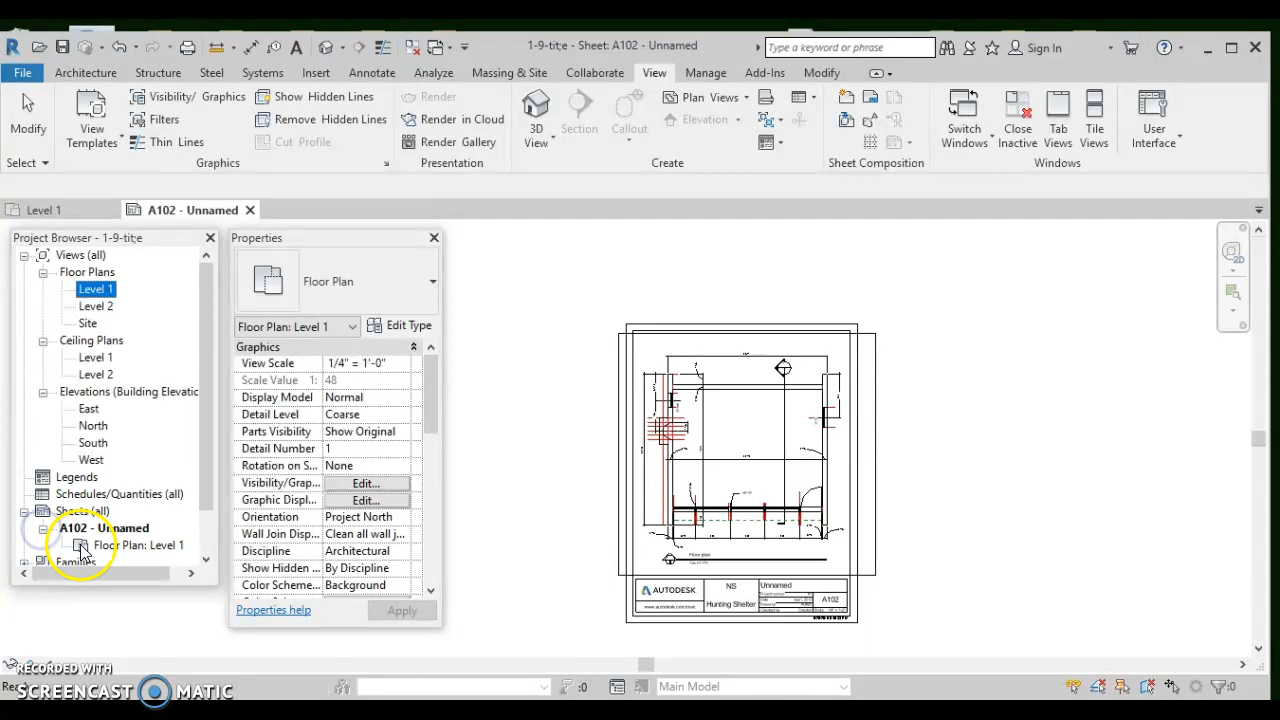 1-9-title - Sheet: A102 - Unnamed
Type a keyword or phrase
Sign In
File Architecture Structure Steel Systems Insert Annotate Analyze Massing & Site Collaborate View Manage Add-Ins Modify
Modify
View
Templates
Visibility/ Graphics
Filters
Thin Lines
Show Hidden Lines
Remove Hidden Lines
Cut Profile
Render
Render in Cloud
Render Gallery
3D
View
Section
Callout
Plan Views
Elevation
Switch
Windows
Close
Inactive
Tab
Views
Tile
Views
User
Interface
Select
Graphics
Presentation
Create
Sheet Composition
Windows
Level 1
A102 - Unnamed
Project Browser - 1-9-title
Views (all)
Floor Plans
Level 1
Level 2
Site
Ceiling Plans
Level 1
Level 2
Elevations (Building Elevatio
East
North
South
West
Legends
Schedules/Quantities (all)
Sheets (all)
A102 - Unnamed
Floor Plan: Level 1
Families
Properties
Floor Plan
Floor Plan: Level 1
Edit Type
Graphics
View Scale 1/4" = 1'-0"
Scale Value 1: 48
Display Model Normal
Detail Level Coarse
Parts Visibility Show Original
Detail Number 1
Rotation on S... None
Visibility/Grap... Edit...
Graphic Displ... Edit...
Orientation Project North
Wall Join Disp... Clean all wall j...
Discipline Architectural
Show Hidden ... By Discipline
Color Scheme... Background
Properties help
Apply
2D
Floor plan
AUTODESK
NS
Hunting Shelter
Unnamed
A102
RECORDED WITH
SCREENCAST MATIC
:0
Main Model
:0